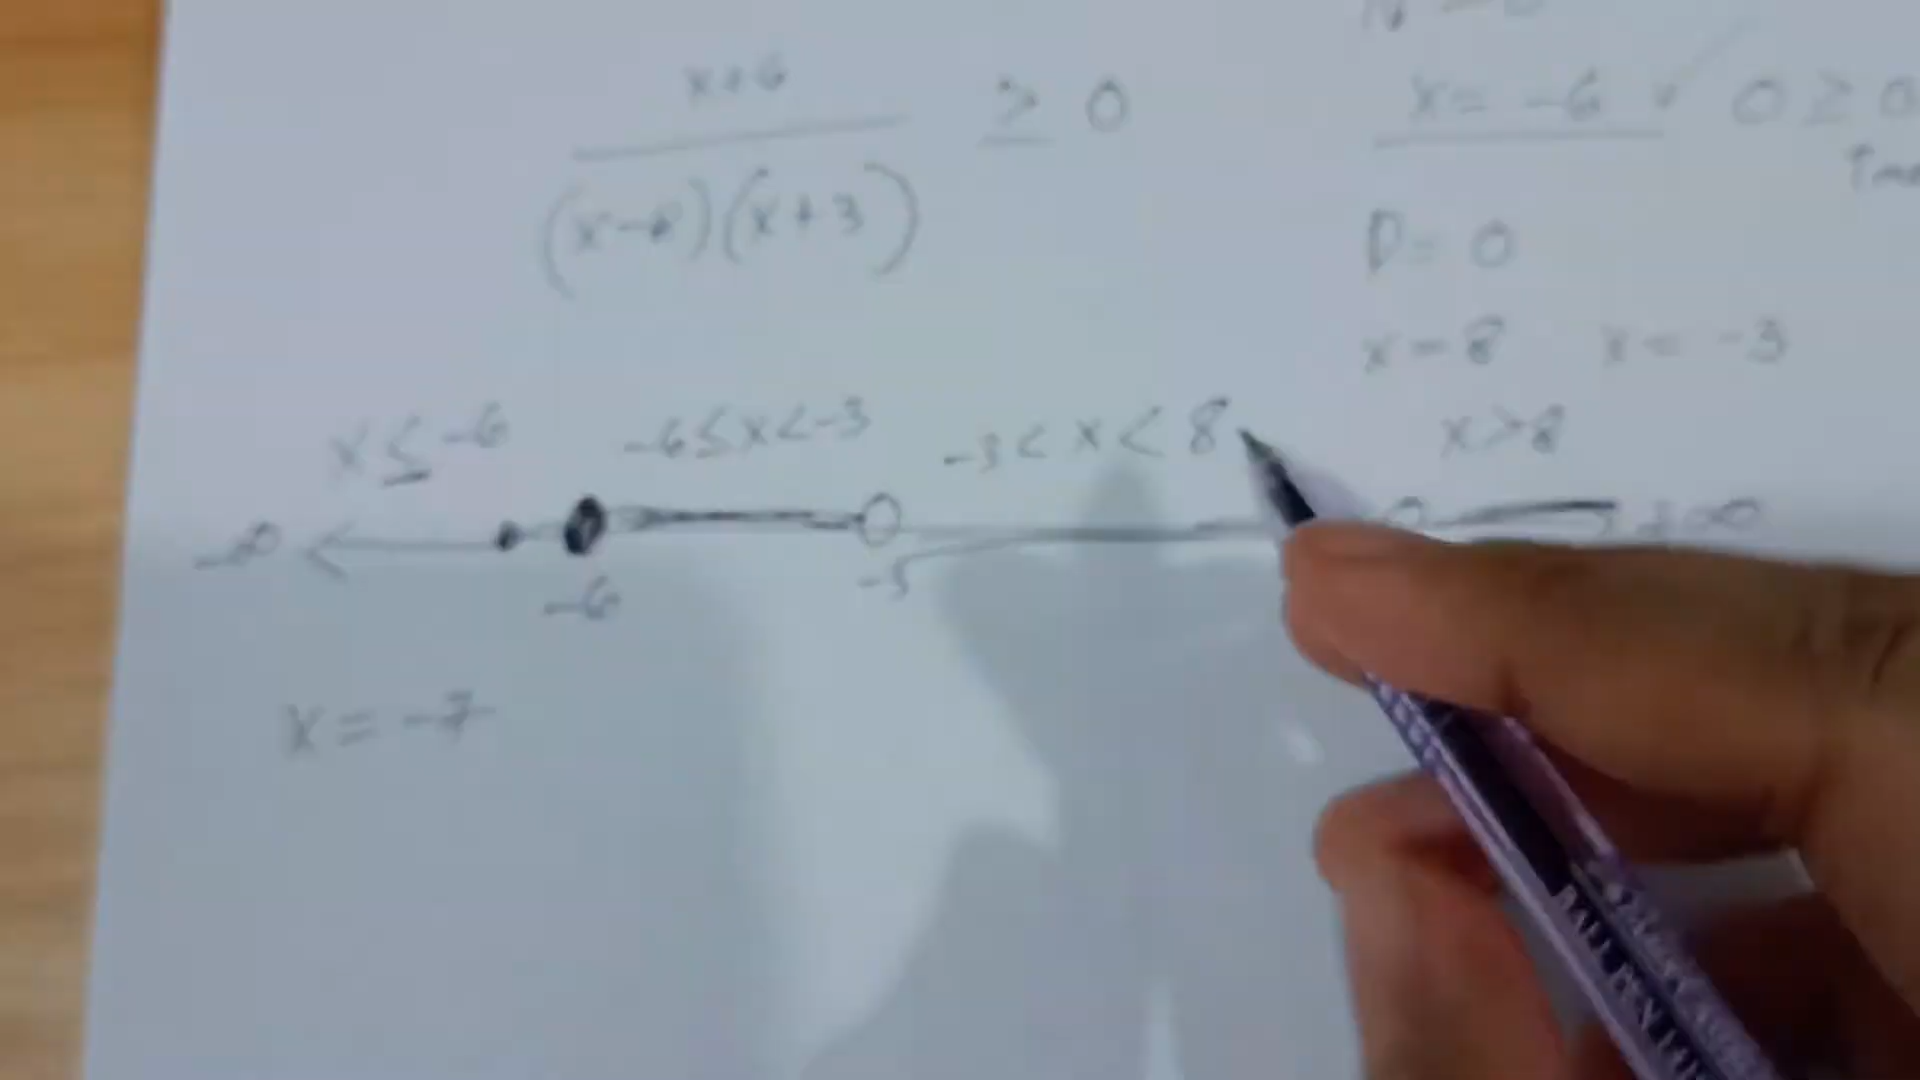 N = 0
x+6
≥ 0
x = -6 ✓ 0 ≥ 0
(x-8)(x+3)
D = 0
x = 8 x = -3
x ≤ -6 -6 ≤ x < -3 -3 < x < 8 x > 8
-∞ +∞
-6 -3
x = -7